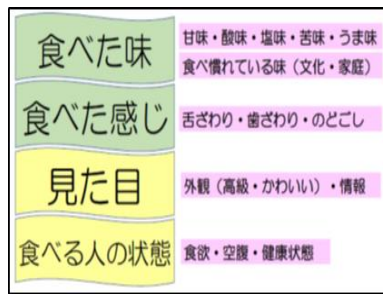 食べた味
甘味・酸味・塩味・苦味・うま味
食べ慣れている味（文化・家庭）
食べた感じ
舌ざわり・歯ざわり・のどごし
見た目
外観（高級・かわいい）・情報
食べる人の状態
食欲・空腹・健康状態